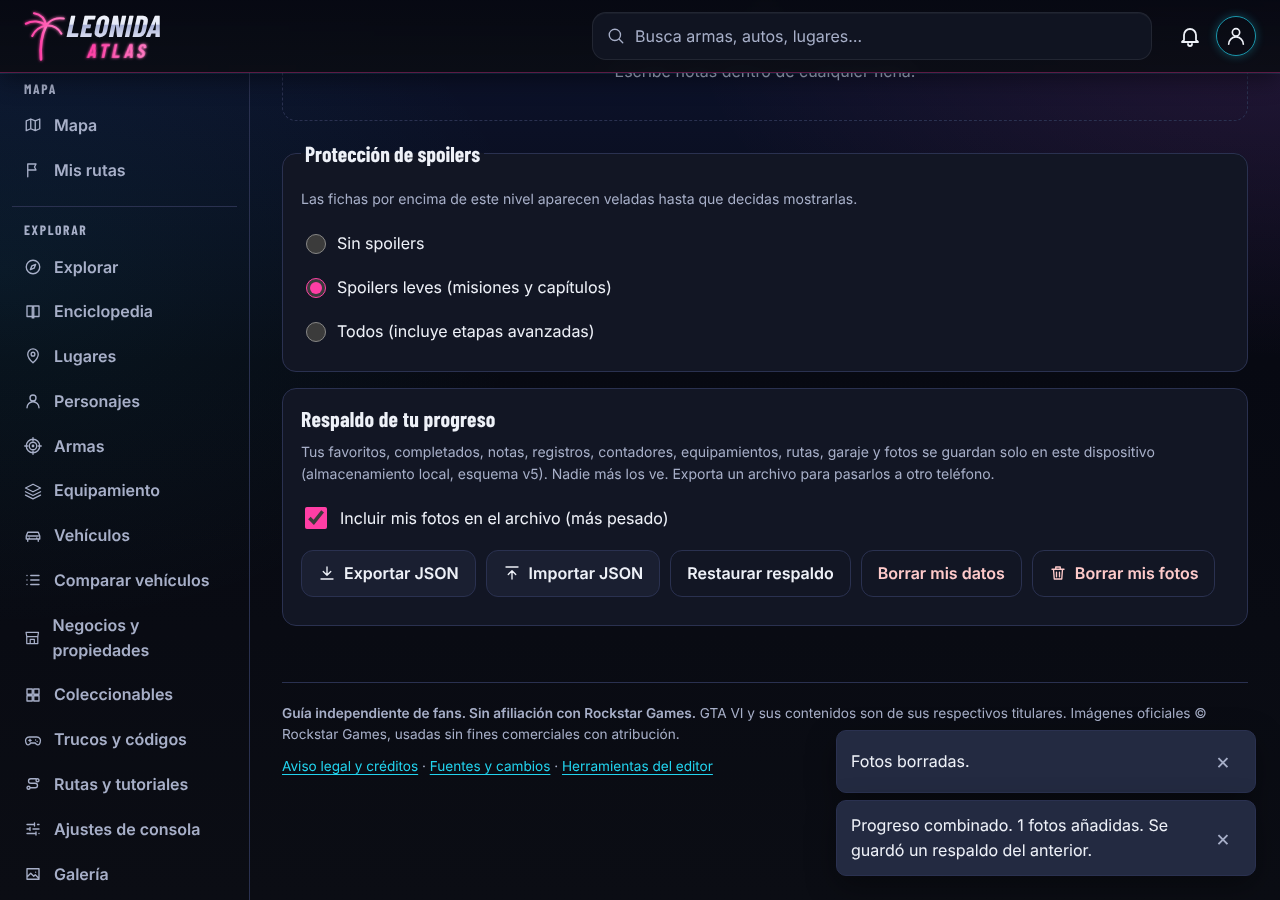 LEONIDA
ATLAS
Busca armas, autos, lugares...
MAPA
Mapa
Mis rutas
EXPLORAR
Explorar
Enciclopedia
Lugares
Personajes
Armas
Equipamiento
Vehículos
Comparar vehículos
Negocios y
propiedades
Coleccionables
Trucos y códigos
Rutas y tutoriales
Ajustes de consola
Galería
Escribe notas dentro de cualquier ficha.
Protección de spoilers
Las fichas por encima de este nivel aparecen veladas hasta que decidas mostrarlas.
Sin spoilers
Spoilers leves (misiones y capítulos)
Todos (incluye etapas avanzadas)
Respaldo de tu progreso
Tus favoritos, completados, notas, registros, contadores, equipamientos, rutas, garaje y fotos se guardan solo en este dispositivo
(almacenamiento local, esquema v5). Nadie más los ve. Exporta un archivo para pasarlos a otro teléfono.
Incluir mis fotos en el archivo (más pesado)
Exportar JSON
Importar JSON
Restaurar respaldo
Borrar mis datos
Borrar mis fotos
Guía independiente de fans. Sin afiliación con Rockstar Games. GTA VI y sus contenidos son de sus respectivos titulares. Imágenes oficiales ©
Rockstar Games, usadas sin fines comerciales con atribución.
Aviso legal y créditos · Fuentes y cambios · Herramientas del editor
Fotos borradas.
Progreso combinado. 1 fotos añadidas. Se
guardó un respaldo del anterior.